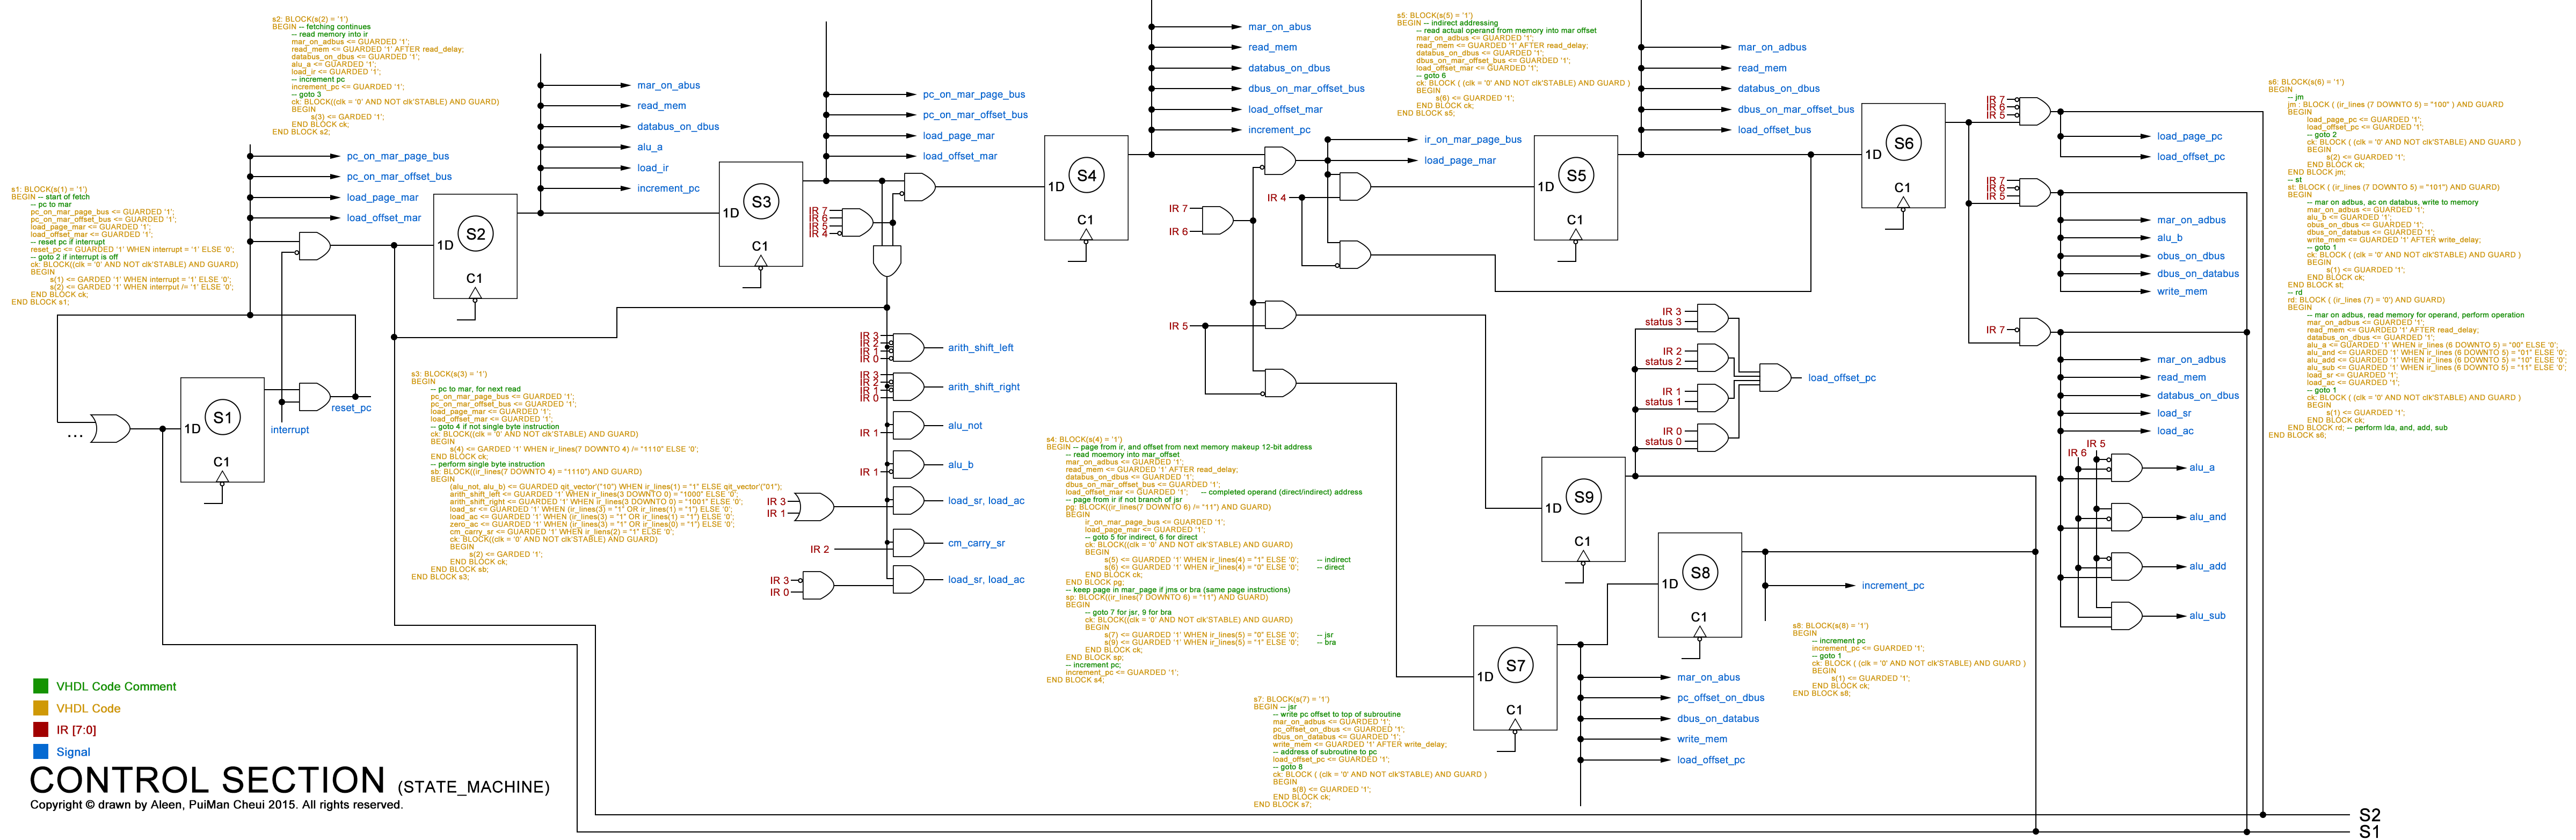 s1: BLOCK(s(1) = '1')
BEGIN -- start of fetch
-- pc to mar
pc_on_mar_page_bus <= GUARDED '1';
pc_on_mar_offset_bus <= GUARDED '1';
load_page_mar <= GUARDED '1';
load_offset_mar <= GUARDED '1';
-- reset pc if interrupt
reset_pc <= GUARDED '1' WHEN interrupt = '1' ELSE '0';
-- goto 2 if interrupt is off
ck: BLOCK((clk = '0' AND NOT clk'STABLE) AND GUARD)
BEGIN
s(1) <= GARDED '1' WHEN interrupt = '1' ELSE '0';
s(2) <= GARDED '1' WHEN interrput /= '1' ELSE '0';
END BLOCK ck;
END BLOCK s1;
s2: BLOCK(s(2) = '1')
BEGIN -- fetching continues
-- read memory into ir
mar_on_adbus <= GUARDED '1';
read_mem <= GUARDED '1' AFTER read_delay;
databus_on_dbus <= GUARDED '1';
alu_a <= GUARDED '1';
load_ir <= GUARDED '1';
-- increment pc
increment_pc <= GUARDED '1';
-- goto 3
ck: BLOCK((clk = '0' AND NOT clk'STABLE) AND GUARD)
BEGIN
s(3) <= GARDED '1';
END BLOCK ck;
END BLOCK s2;
pc_on_mar_page_bus
pc_on_mar_offset_bus
load_page_mar
load_offset_mar
S1
1D
C1
...
interrupt
reset_pc
S2
1D
C1
mar_on_abus
read_mem
databus_on_dbus
alu_a
load_ir
increment_pc
S3
1D
C1
pc_on_mar_page_bus
pc_on_mar_offset_bus
load_page_mar
load_offset_mar
IR 7
IR 6
IR 5
IR 4
s3: BLOCK(s(3) = '1')
BEGIN
-- pc to mar, for next read
pc_on_mar_page_bus <= GUARDED '1';
pc_on_mar_offset_bus <= GUARDED '1';
load_page_mar <= GUARDED '1';
load_offset_mar <= GUARDED '1';
-- goto 4 if not single byte instruction
ck: BLOCK((clk = '0' AND NOT clk'STABLE) AND GUARD)
BEGIN
s(4) <= GARDED '1' WHEN ir_lines(7 DOWNTO 4) /= "1110" ELSE '0';
END BLOCK ck;
-- perform single byte instruction
sb: BLOCK((ir_lines(7 DOWNTO 4) = "1110") AND GUARD)
BEGIN
(alu_not, alu_b) <= GUARDED qit_vector'("10") WHEN ir_lines(1) = "1" ELSE qit_vector'("01");
arith_shift_left <= GUARDED '1' WHEN ir_lines(3 DOWNTO 0) = "1000" ELSE '0';
arith_shift_right <= GUARDED '1' WHEN ir_lines(3 DOWNTO 0) = "1001" ELSE '0';
load_sr <= GUARDED '1' WHEN (ir_lines(3) = "1" OR ir_lines(1) = "1") ELSE '0';
load_ac <= GUARDED '1' WHEN (ir_lines(3) = "1" OR ir_lines(1) = "1") ELSE '0';
zero_ac <= GUARDED '1' WHEN (ir_lines(3) = "1" OR ir_lines(0) = "1") ELSE '0';
cm_carry_sr <= GUARDED '1' WHEN ir_liens(2) = "1" ELSE '0';
ck: BLOCK((clk = '0' AND NOT clk'STABLE) AND GUARD)
BEGIN
s(2) <= GARDED '1';
END BLOCK ck;
END BLOCK sb;
END BLOCK s3;
IR 3
IR 2
IR 1
IR 0
arith_shift_left
IR 3
IR 2
IR 1
IR 0
arith_shift_right
IR 1
alu_not
IR 1
alu_b
IR 3
IR 1
load_sr, load_ac
IR 2
cm_carry_sr
IR 3
IR 0
load_sr, load_ac
S4
1D
C1
mar_on_abus
read_mem
databus_on_dbus
dbus_on_mar_offset_bus
load_offset_mar
increment_pc
IR 7
IR 6
IR 4
IR 5
ir_on_mar_page_bus
load_page_mar
s4: BLOCK(s(4) = '1')
BEGIN -- page from ir, and offset from next memory makeup 12-bit address
-- read moemory into mar_offset
mar_on_adbus <= GUARDED '1';
read_mem <= GUARDED '1' AFTER read_delay;
databus_on_dbus <= GUARDED '1';
dbus_on_mar_offset_bus <= GUARDED '1';
load_offset_mar <= GUARDED '1'; -- completed operand (direct/indirect) address
-- page from ir if not branch of jsr
pg: BLOCK((ir_lines(7 DOWNTO 6) /= "11") AND GUARD)
BEGIN
ir_on_mar_page_bus <= GUARDED '1';
load_page_mar <= GUARDED '1';
-- goto 5 for indirect, 6 for direct
ck: BLOCK((clk = '0' AND NOT clk'STABLE) AND GUARD)
BEGIN
s(5) <= GUARDED '1' WHEN ir_lines(4) = "1" ELSE '0'; -- indirect
s(6) <= GUARDED '1' WHEN ir_lines(4) = "0" ELSE '0'; -- direct
END BLOCK ck;
END BLOCK pg;
-- keep page in mar_page if jms or bra (same page instructions)
sp: BLOCK((ir_lines(7 DOWNTO 6) = "11") AND GUARD)
BEGIN
-- goto 7 for jsr, 9 for bra
ck: BLOCK((clk = '0' AND NOT clk'STABLE) AND GUARD)
BEGIN
s(7) <= GUARDED '1' WHEN ir_lines(5) = "0" ELSE '0'; -- jsr
s(9) <= GUARDED '1' WHEN ir_lines(5) = "1" ELSE '0'; -- bra
END BLOCK ck;
END BLOCK sp;
-- increment pc;
increment_pc <= GUARDED '1';
END BLOCK s4;
s5: BLOCK(s(5) = '1')
BEGIN -- indirect addressing
-- read actual operand from memory into mar offset
mar_on_adbus <= GUARDED '1';
read_mem <= GUARDED '1' AFTER read_delay;
databus_on_dbus <= GUARDED '1';
dbus_on_mar_offset_bus <= GUARDED '1';
load_offset_mar <= GUARDED '1';
-- goto 6
ck: BLOCK ( (clk = '0' AND NOT clk'STABLE) AND GUARD )
BEGIN
s(6) <= GUARDED '1';
END BLOCK ck;
END BLOCK s5;
S5
1D
C1
mar_on_adbus
read_mem
databus_on_dbus
dbus_on_mar_offset_bus
load_offset_bus
S6
1D
C1
IR 3
status 3
IR 2
status 2
IR 1
status 1
IR 0
status 0
load_offset_pc
S9
1D
C1
S8
1D
C1
increment_pc
s8: BLOCK(s(8) = '1')
BEGIN
-- increment pc
increment_pc <= GUARDED '1';
-- goto 1
ck: BLOCK ( (clk = '0' AND NOT clk'STABLE) AND GUARD )
BEGIN
s(1) <= GUARDED '1';
END BLOCK ck;
END BLOCK s8;
S7
1D
C1
mar_on_abus
pc_offset_on_dbus
dbus_on_databus
write_mem
load_offset_pc
s7: BLOCK(s(7) = '1')
BEGIN -- jsr
-- write pc offset to top of subroutine
mar_on_adbus <= GUARDED '1';
pc_offset_on_dbus <= GUARDED '1';
dbus_on_databus <= GUARDED '1';
write_mem <= GUARDED '1' AFTER write_delay;
-- address of subroutine to pc
load_offset_pc <= GUARDED '1';
-- goto 8
ck: BLOCK ( (clk = '0' AND NOT clk'STABLE) AND GUARD )
BEGIN
s(8) <= GUARDED '1';
END BLOCK ck;
END BLOCK s7;
IR 7
IR 6
IR 5
load_page_pc
load_offset_pc
IR 7
IR 6
IR 5
mar_on_adbus
alu_b
obus_on_dbus
dbus_on_databus
write_mem
IR 7
mar_on_adbus
read_mem
databus_on_dbus
load_sr
load_ac
IR 5
IR 6
alu_a
alu_and
alu_add
alu_sub
s6: BLOCK(s(6) = '1')
BEGIN
-- jm
jm : BLOCK ( (ir_lines (7 DOWNTO 5) = "100" ) AND GUARD
BEGIN
load_page_pc <= GUARDED '1';
load_offset_pc <= GUARDED '1';
-- goto 2
ck: BLOCK ( (clk = '0' AND NOT clk'STABLE) AND GUARD )
BEGIN
s(2) <= GUARDED '1';
END BLOCK ck;
END BLOCK jm;
-- st
st: BLOCK ( (ir_lines (7 DOWNTO 5) = "101") AND GUARD)
BEGIN
-- mar on adbus, ac on databus, write to memory
mar_on_adbus <= GUARDED '1';
alu_b <= GUARDED '1';
obus_on_dbus <= GUARDED '1';
dbus_on_databus <= GUARDED '1';
write_mem <= GUARDED '1' AFTER write_delay;
-- goto 1
ck: BLOCK ( (clk = '0' AND NOT clk'STABLE) AND GUARD )
BEGIN
s(1) <= GUARDED '1';
END BLOCK ck;
END BLOCK st;
-- rd
rd: BLOCK ( (ir_lines (7) = '0') AND GUARD)
BEGIN
-- mar on adbus, read memory for operand, perform operation
mar_on_adbus <= GUARDED '1';
read_mem <= GUARDED '1' AFTER read_delay;
databus_on_dbus <= GUARDED '1';
alu_a <= GUARDED '1' WHEN ir_lines (6 DOWNTO 5) = "00" ELSE '0';
alu_and <= GUARDED '1' WHEN ir_lines (6 DOWNTO 5) = "01" ELSE '0';
alu_add <= GUARDED '1' WHEN ir_lines (6 DOWNTO 5) = "10" ELSE '0';
alu_sub <= GUARDED '1' WHEN ir_lines (6 DOWNTO 5) = "11" ELSE '0';
load_sr <= GUARDED '1';
load_ac <= GUARDED '1';
-- goto 1
ck: BLOCK ( (clk = '0' AND NOT clk'STABLE) AND GUARD )
BEGIN
s(1) <= GUARDED '1';
END BLOCK ck;
END BLOCK rd; -- perform lda, and, add, sub
END BLOCK s6;
VHDL Code Comment
VHDL Code
IR [7:0]
Signal
CONTROL SECTION (STATE_MACHINE)
Copyright © drawn by Aleen, PuiMan Cheui 2015. All rights reserved.
S2
S1